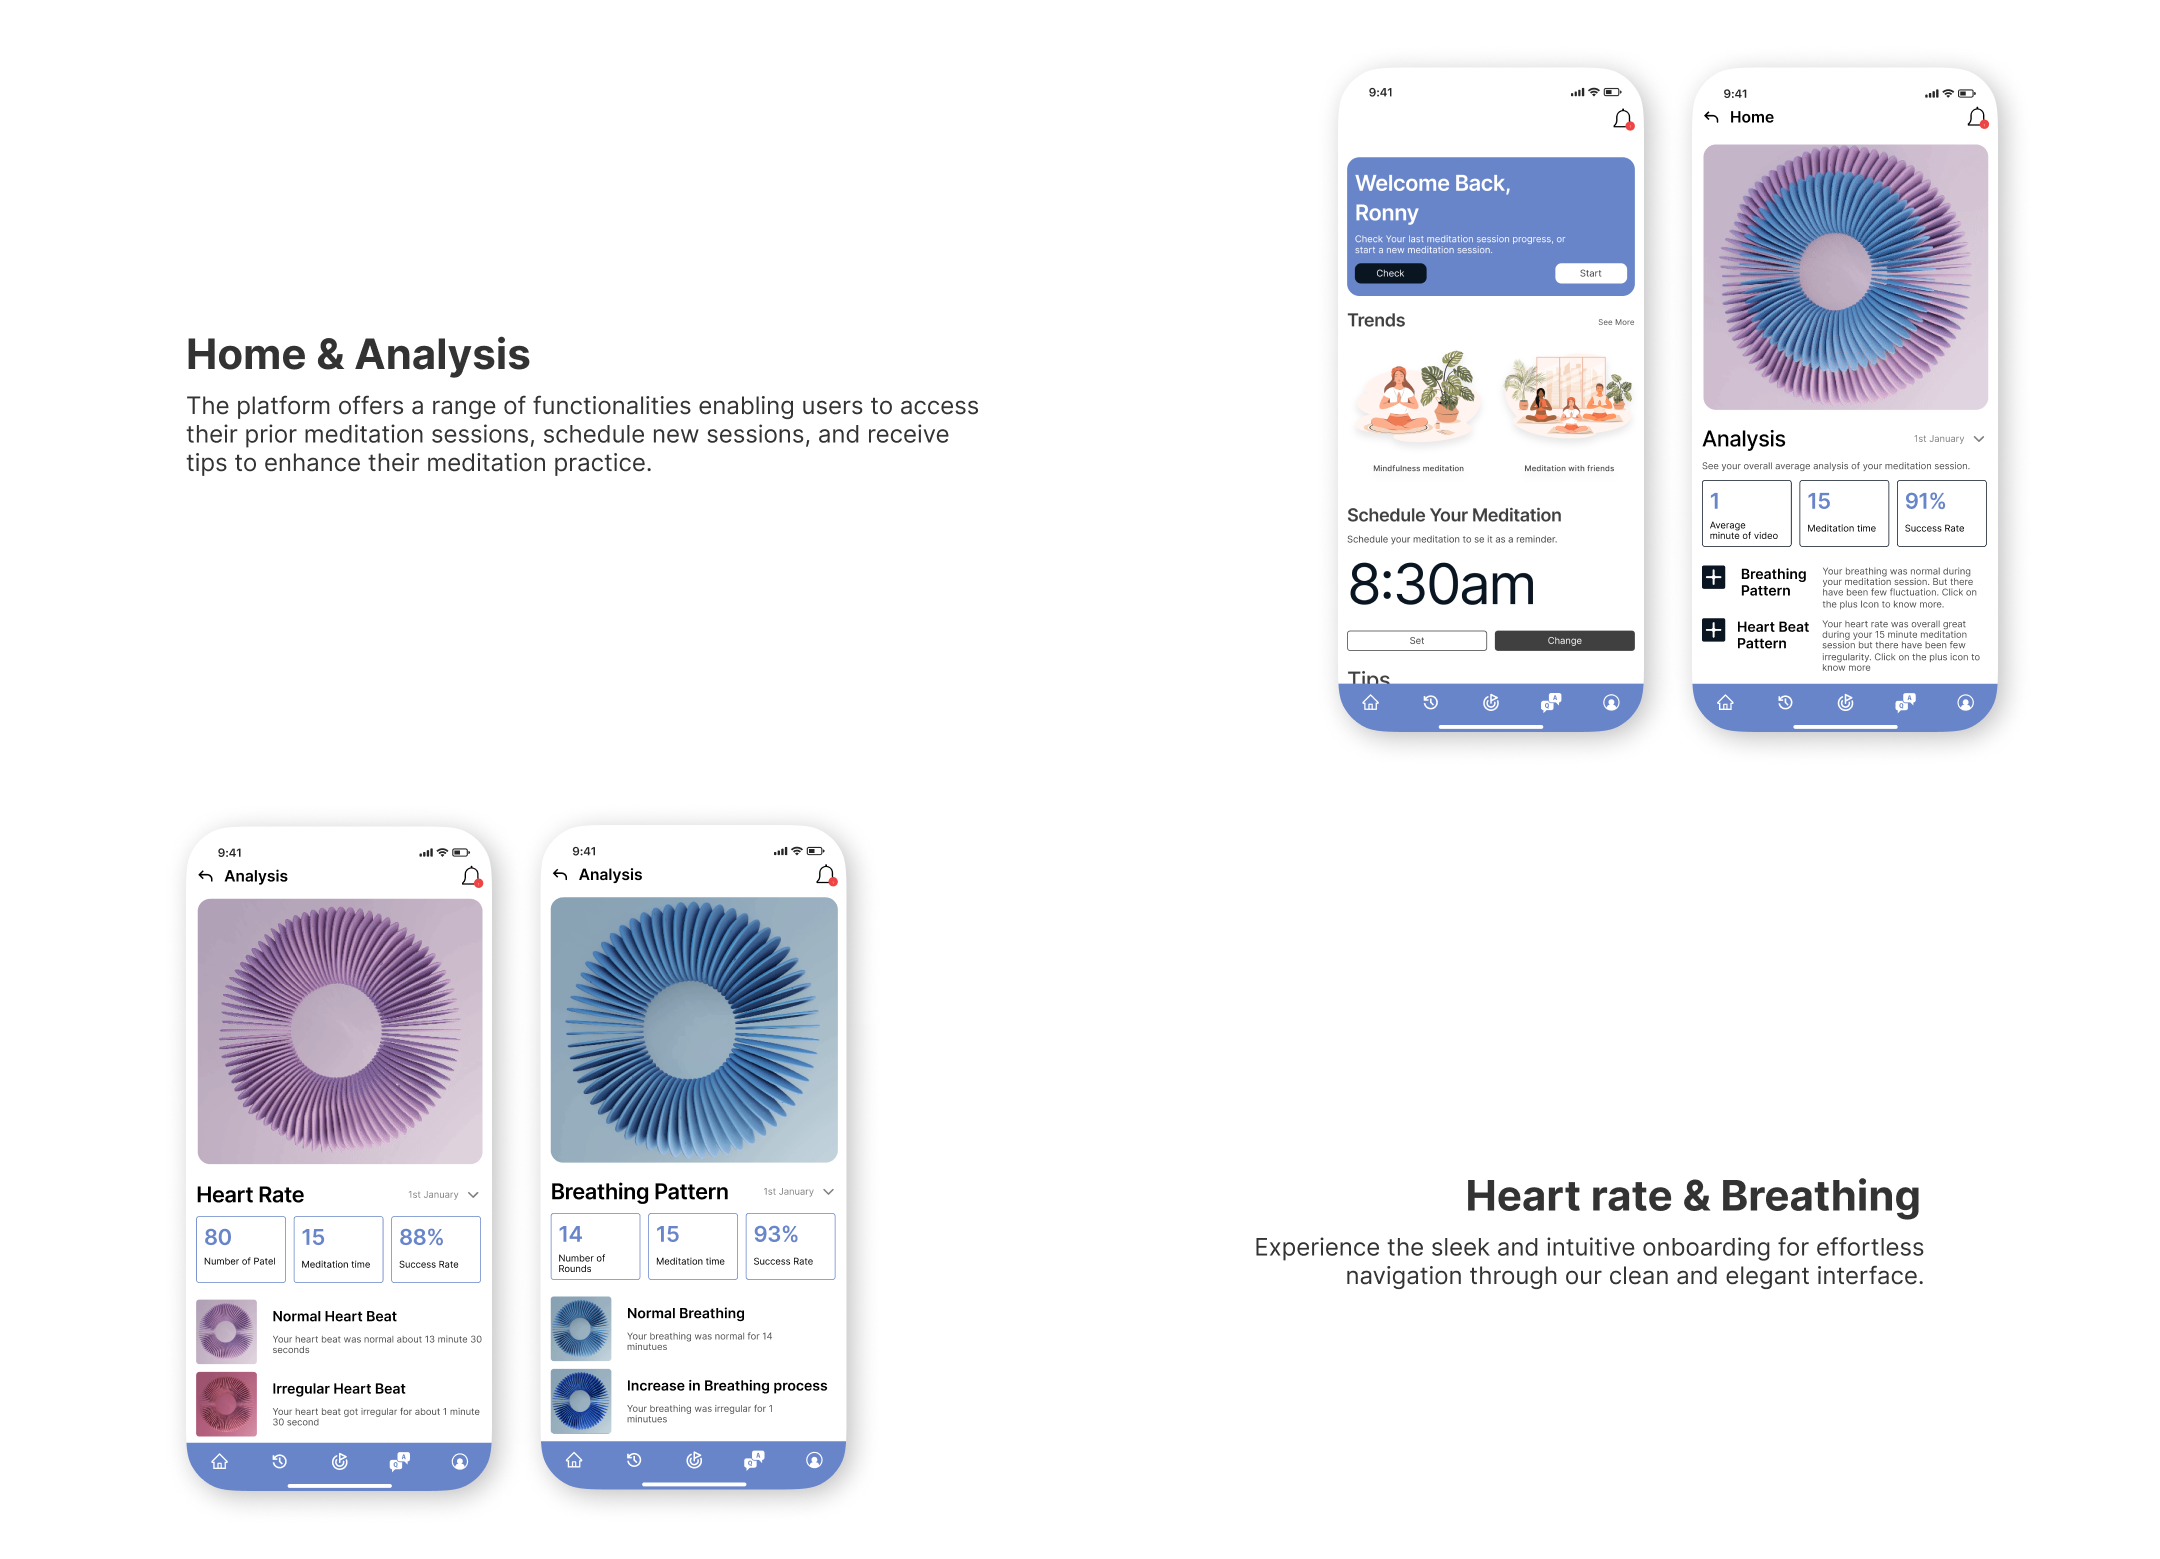 Home & Analysis
The platform offers a range of functionalities enabling users to access
their prior meditation sessions, schedule new sessions, and receive
tips to enhance their meditation practice.
9:41
Welcome Back,
Ronny
Check Your last meditation session progress, or
start a new meditation session.
Check
Start
Trends
See More
Mindfulness meditation
Meditation with friends
Schedule Your Meditation
Schedule your meditation to se it as a reminder.
8:30am
Set
Change
Tips
9:41
Home
Analysis
1st January
See your overall average analysis of your meditation session.
1
Average
minute of video
15
Meditation time
91%
Success Rate
Breathing
Pattern
Your breathing was normal during
your meditation session. But there
have been few fluctuation. Click on
the plus Icon to know more.
Heart Beat
Pattern
Your heart rate was overall great
during your 15 minute meditation
session but there have been few
irregularity. Click on the plus icon to
know more
9:41
Analysis
Heart Rate
1st January
80
Number of Patel
15
Meditation time
88%
Success Rate
Normal Heart Beat
Your heart beat was normal about 13 minute 30
seconds
Irregular Heart Beat
Your heart beat got irregular for about 1 minute
30 second
9:41
Analysis
Breathing Pattern
1st January
14
Number of
Rounds
15
Meditation time
93%
Success Rate
Normal Breathing
Your breathing was normal for 14
minutues
Increase in Breathing process
Your breathing was irregular for 1
minutues
Heart rate & Breathing
Experience the sleek and intuitive onboarding for effortless
navigation through our clean and elegant interface.